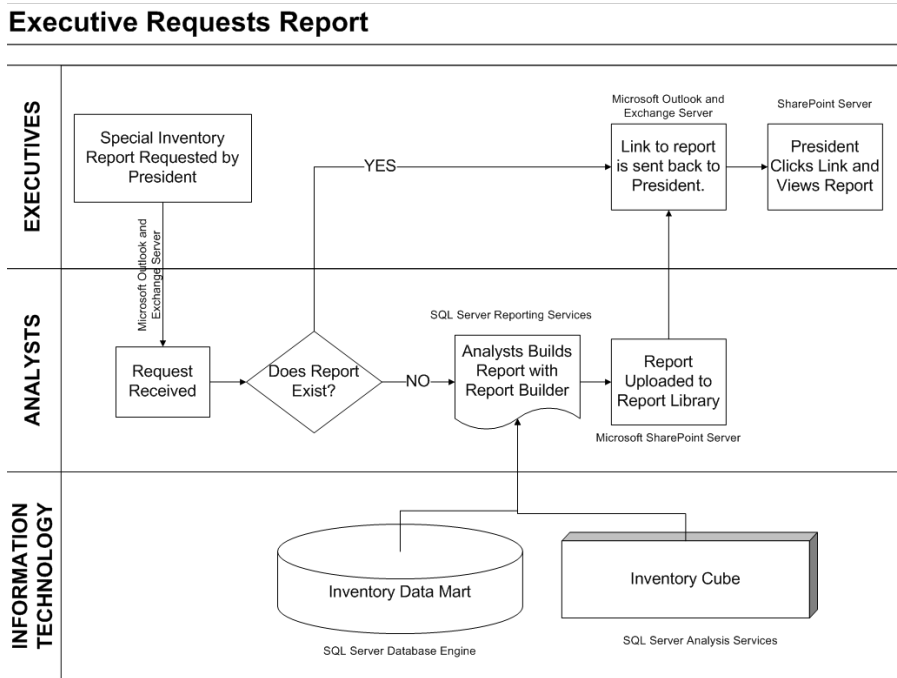 Executive Requests Report
EXECUTIVES
Special Inventory
Report Requested by
President
Microsoft Outlook and
Exchange Server
YES
Microsoft Outlook and
Exchange Server
Link to report
is sent back to
President.
SharePoint Server
President
Clicks Link and
Views Report
ANALYSTS
Request
Received
Does Report
Exist?
NO
SQL Server Reporting Services
Analysts Builds
Report with
Report Builder
Report
Uploaded to
Report Library
Microsoft SharePoint Server
INFORMATION
TECHNOLOGY
Inventory Data Mart
SQL Server Database Engine
Inventory Cube
SQL Server Analysis Services